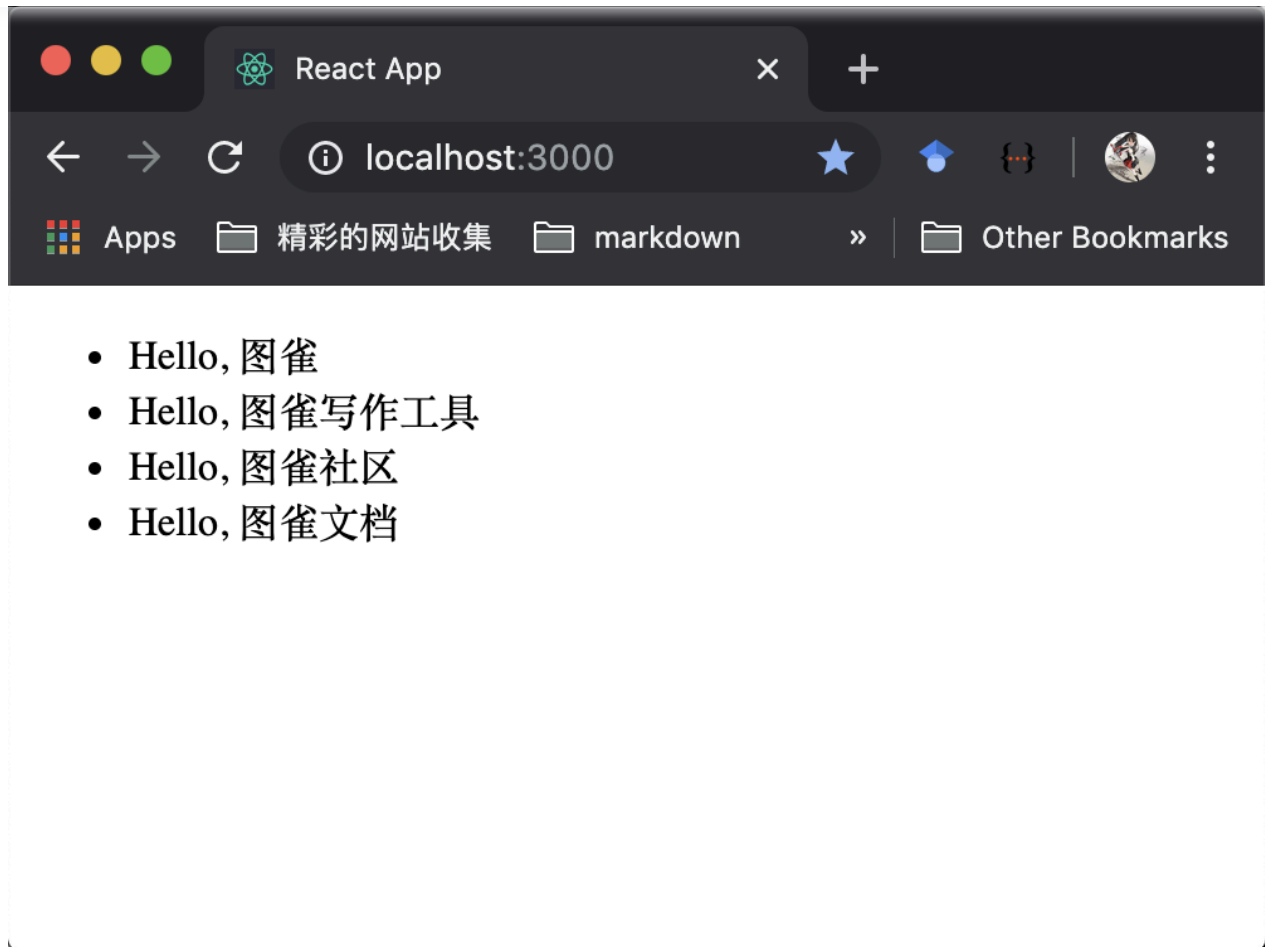 React App
localhost:3000
Apps 精彩的网站收集 markdown » Other Bookmarks
Hello, 图雀
Hello, 图雀写作工具
Hello, 图雀社区
Hello, 图雀文档